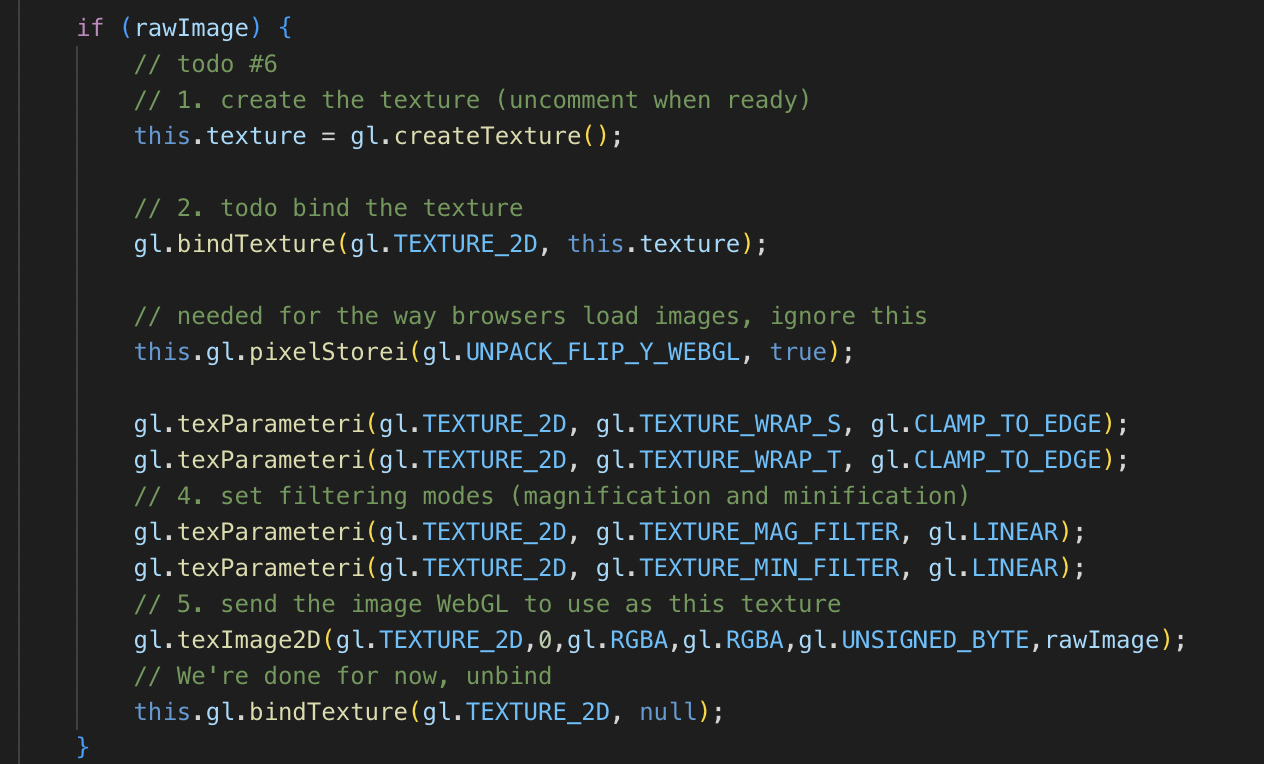 if (rawImage) {
// todo #6
// 1. create the texture (uncomment when ready)
this.texture = gl.createTexture();
// 2. todo bind the texture
gl.bindTexture(gl.TEXTURE_2D, this.texture);
// needed for the way browsers load images, ignore this
this.gl.pixelStorei(gl.UNPACK_FLIP_Y_WEBGL, true);
gl.texParameteri(gl.TEXTURE_2D, gl.TEXTURE_WRAP_S, gl.CLAMP_TO_EDGE);
gl.texParameteri(gl.TEXTURE_2D, gl.TEXTURE_WRAP_T, gl.CLAMP_TO_EDGE);
// 4. set filtering modes (magnification and minification)
gl.texParameteri(gl.TEXTURE_2D, gl.TEXTURE_MAG_FILTER, gl.LINEAR);
gl.texParameteri(gl.TEXTURE_2D, gl.TEXTURE_MIN_FILTER, gl.LINEAR);
// 5. send the image WebGL to use as this texture
gl.texImage2D(gl.TEXTURE_2D,0,gl.RGBA,gl.RGBA,gl.UNSIGNED_BYTE,rawImage);
// We're done for now, unbind
this.gl.bindTexture(gl.TEXTURE_2D, null);
}